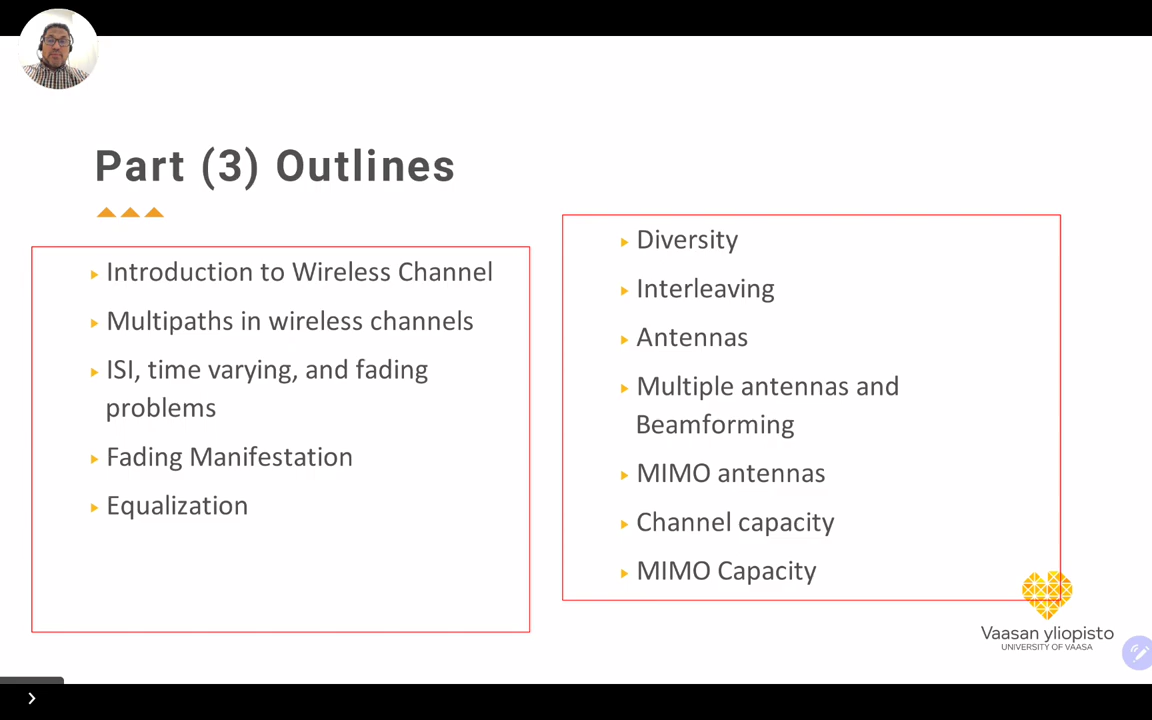 Part (3) Outlines
Introduction to Wireless Channel
Multipaths in wireless channels
ISI, time varying, and fading
problems
Fading Manifestation
Equalization
Diversity
Interleaving
Antennas
Multiple antennas and
Beamforming
MIMO antennas
Channel capacity
MIMO Capacity
Vaasan yliopisto
UNIVERSITY OF VAASA